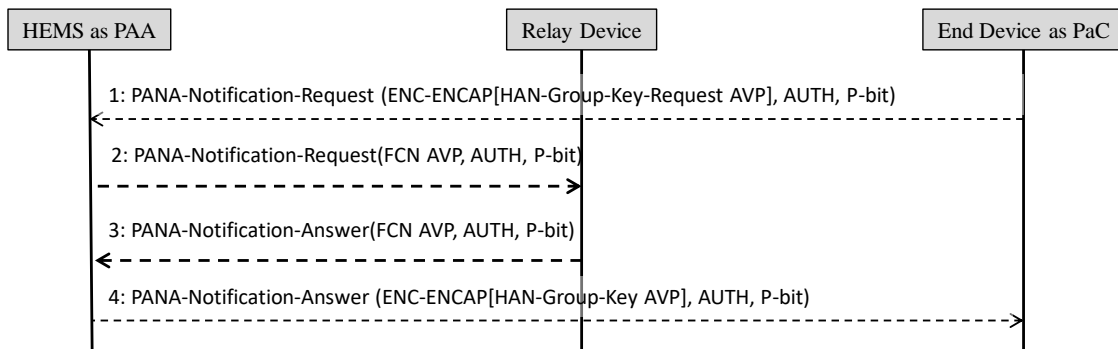 HEMS as PAA
Relay Device
End Device as PaC
1: PANA-Notification-Request (ENC-ENCAP[HAN-Group-Key-Request AVP], AUTH, P-bit)
2: PANA-Notification-Request(FCN AVP, AUTH, P-bit)
3: PANA-Notification-Answer(FCN AVP, AUTH, P-bit)
4: PANA-Notification-Answer (ENC-ENCAP[HAN-Group-Key AVP], AUTH, P-bit)